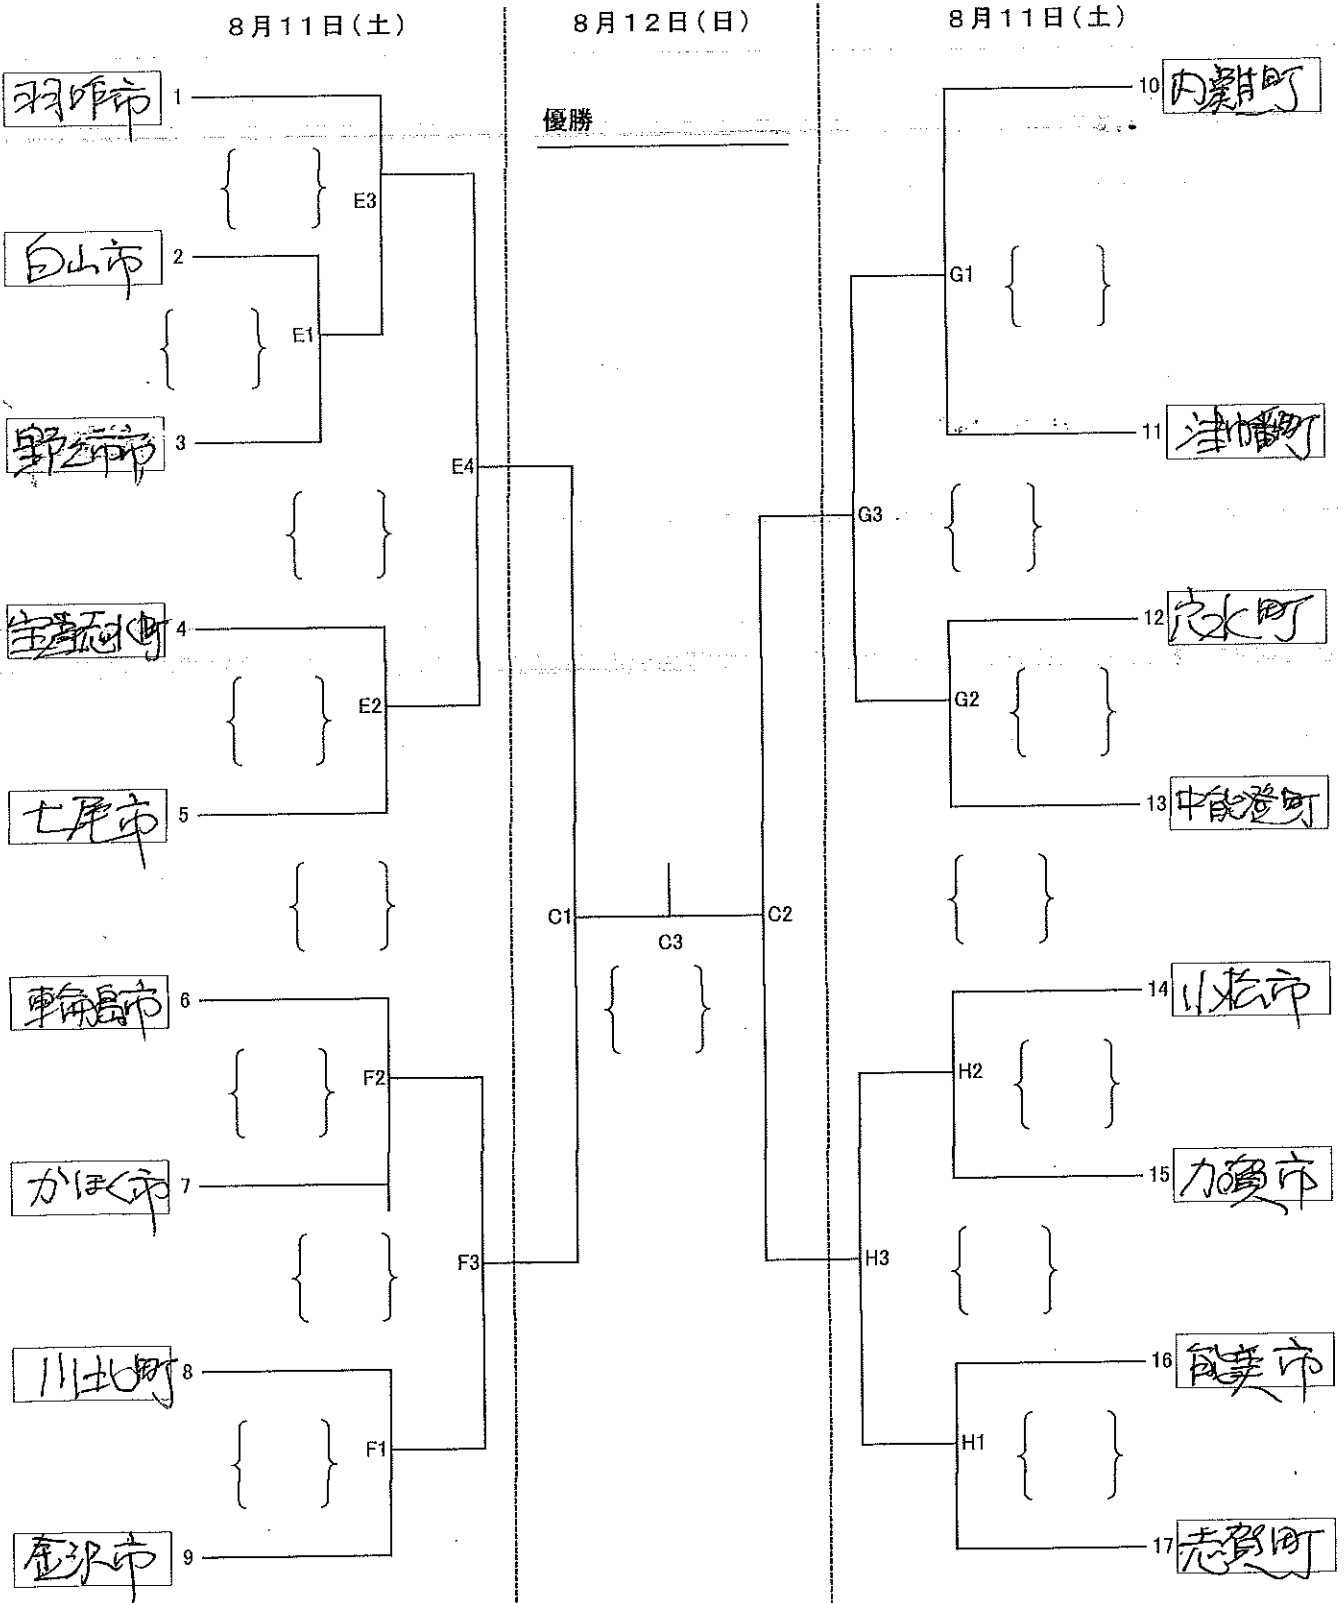 8月11日(土)
8月12日(日)
8月11日(土)
優勝
羽咋市 1
E3
白山市 2
E1
野々市市 3
E4
宝達志水町 4
E2
七尾市 5
輪島市 6
F2
かほく市 7
F3
川北町 8
F1
金沢市 9
C1
C3
C2
10 内灘町
G1
11 津幡町
G3
12 穴水町
G2
13 中能登町
14 小松市
H2
15 加賀市
H3
16 能美市
H1
17 志賀町